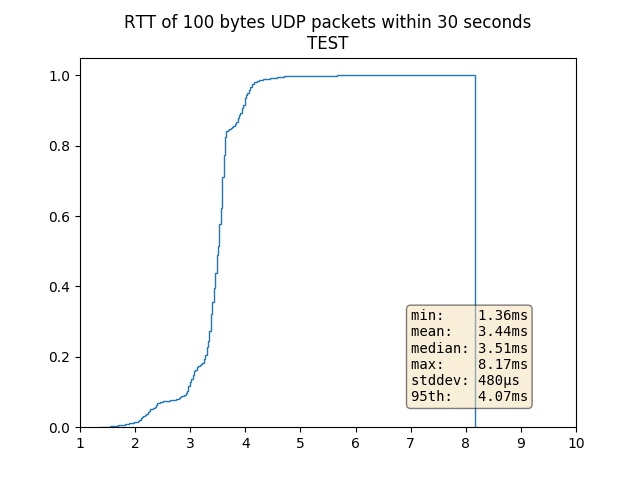 RTT of 100 bytes UDP packets within 30 seconds
TEST
1.0
0.8
0.6
0.4
0.2
0.0
min: 1.36ms
mean: 3.44ms
median: 3.51ms
max: 8.17ms
stddev: 480µs
95th: 4.07ms
1 2 3 4 5 6 7 8 9 10